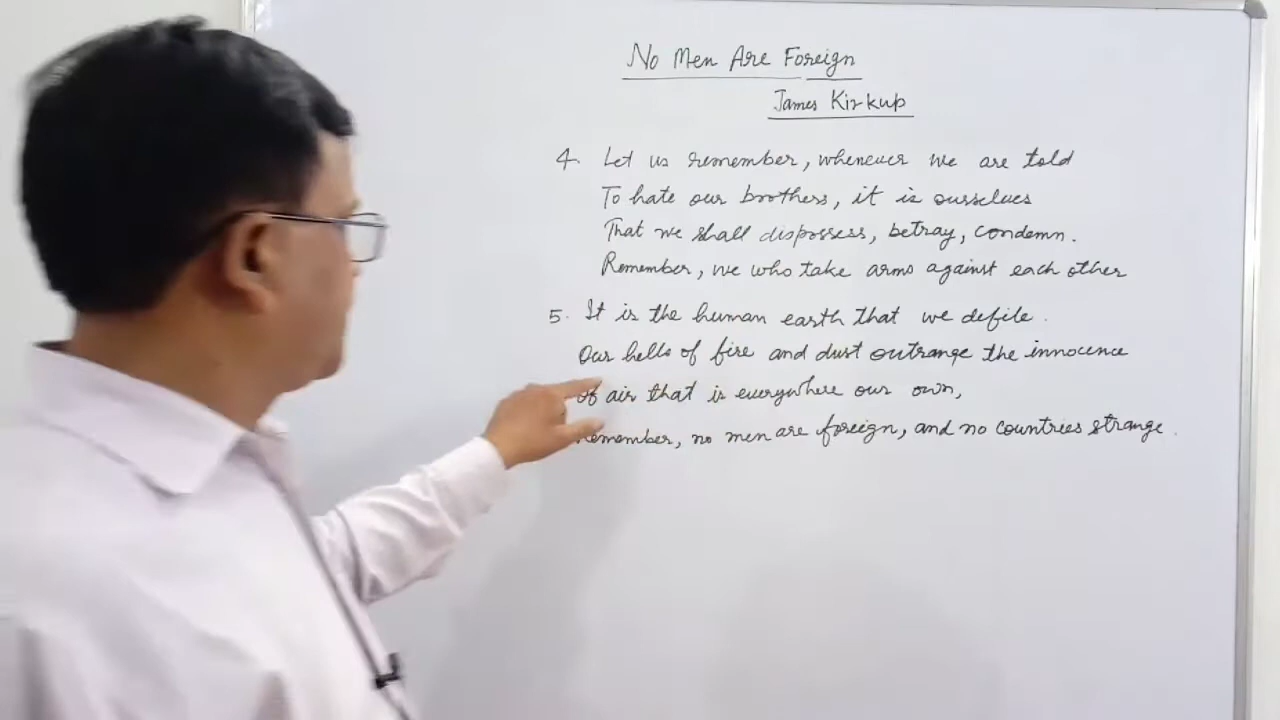 No Men Are Foreign
James Kirkup
4. Let us remember, whenever we are told
To hate our brothers, it is ourselves
That we shall dispossess, betray, condemn.
Remember, we who take arms against each other
5. It is the human earth that we defile.
Our hells of fire and dust outrange the innocence
Of air that is everywhere our own,
Remember, no men are foreign, and no countries strange.